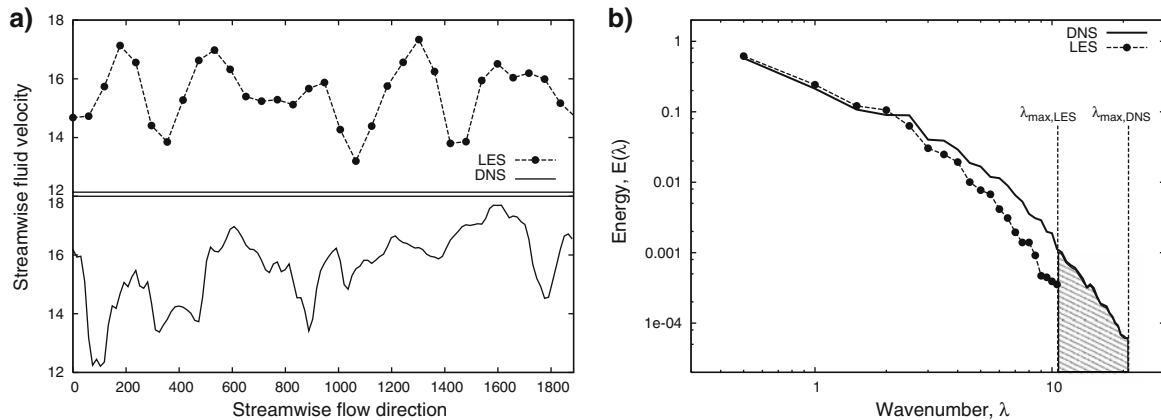 a)
Streamwise fluid velocity
18
16
14
12
LES
DNS
18
16
14
12
0 200 400 600 800 1000 1200 1400 1600 1800
Streamwise flow direction
b)
Energy, E(λ)
1
0.1
0.01
0.001
1e-04
DNS
LES
λmax,LES λmax,DNS
1 10
Wavenumber, λ